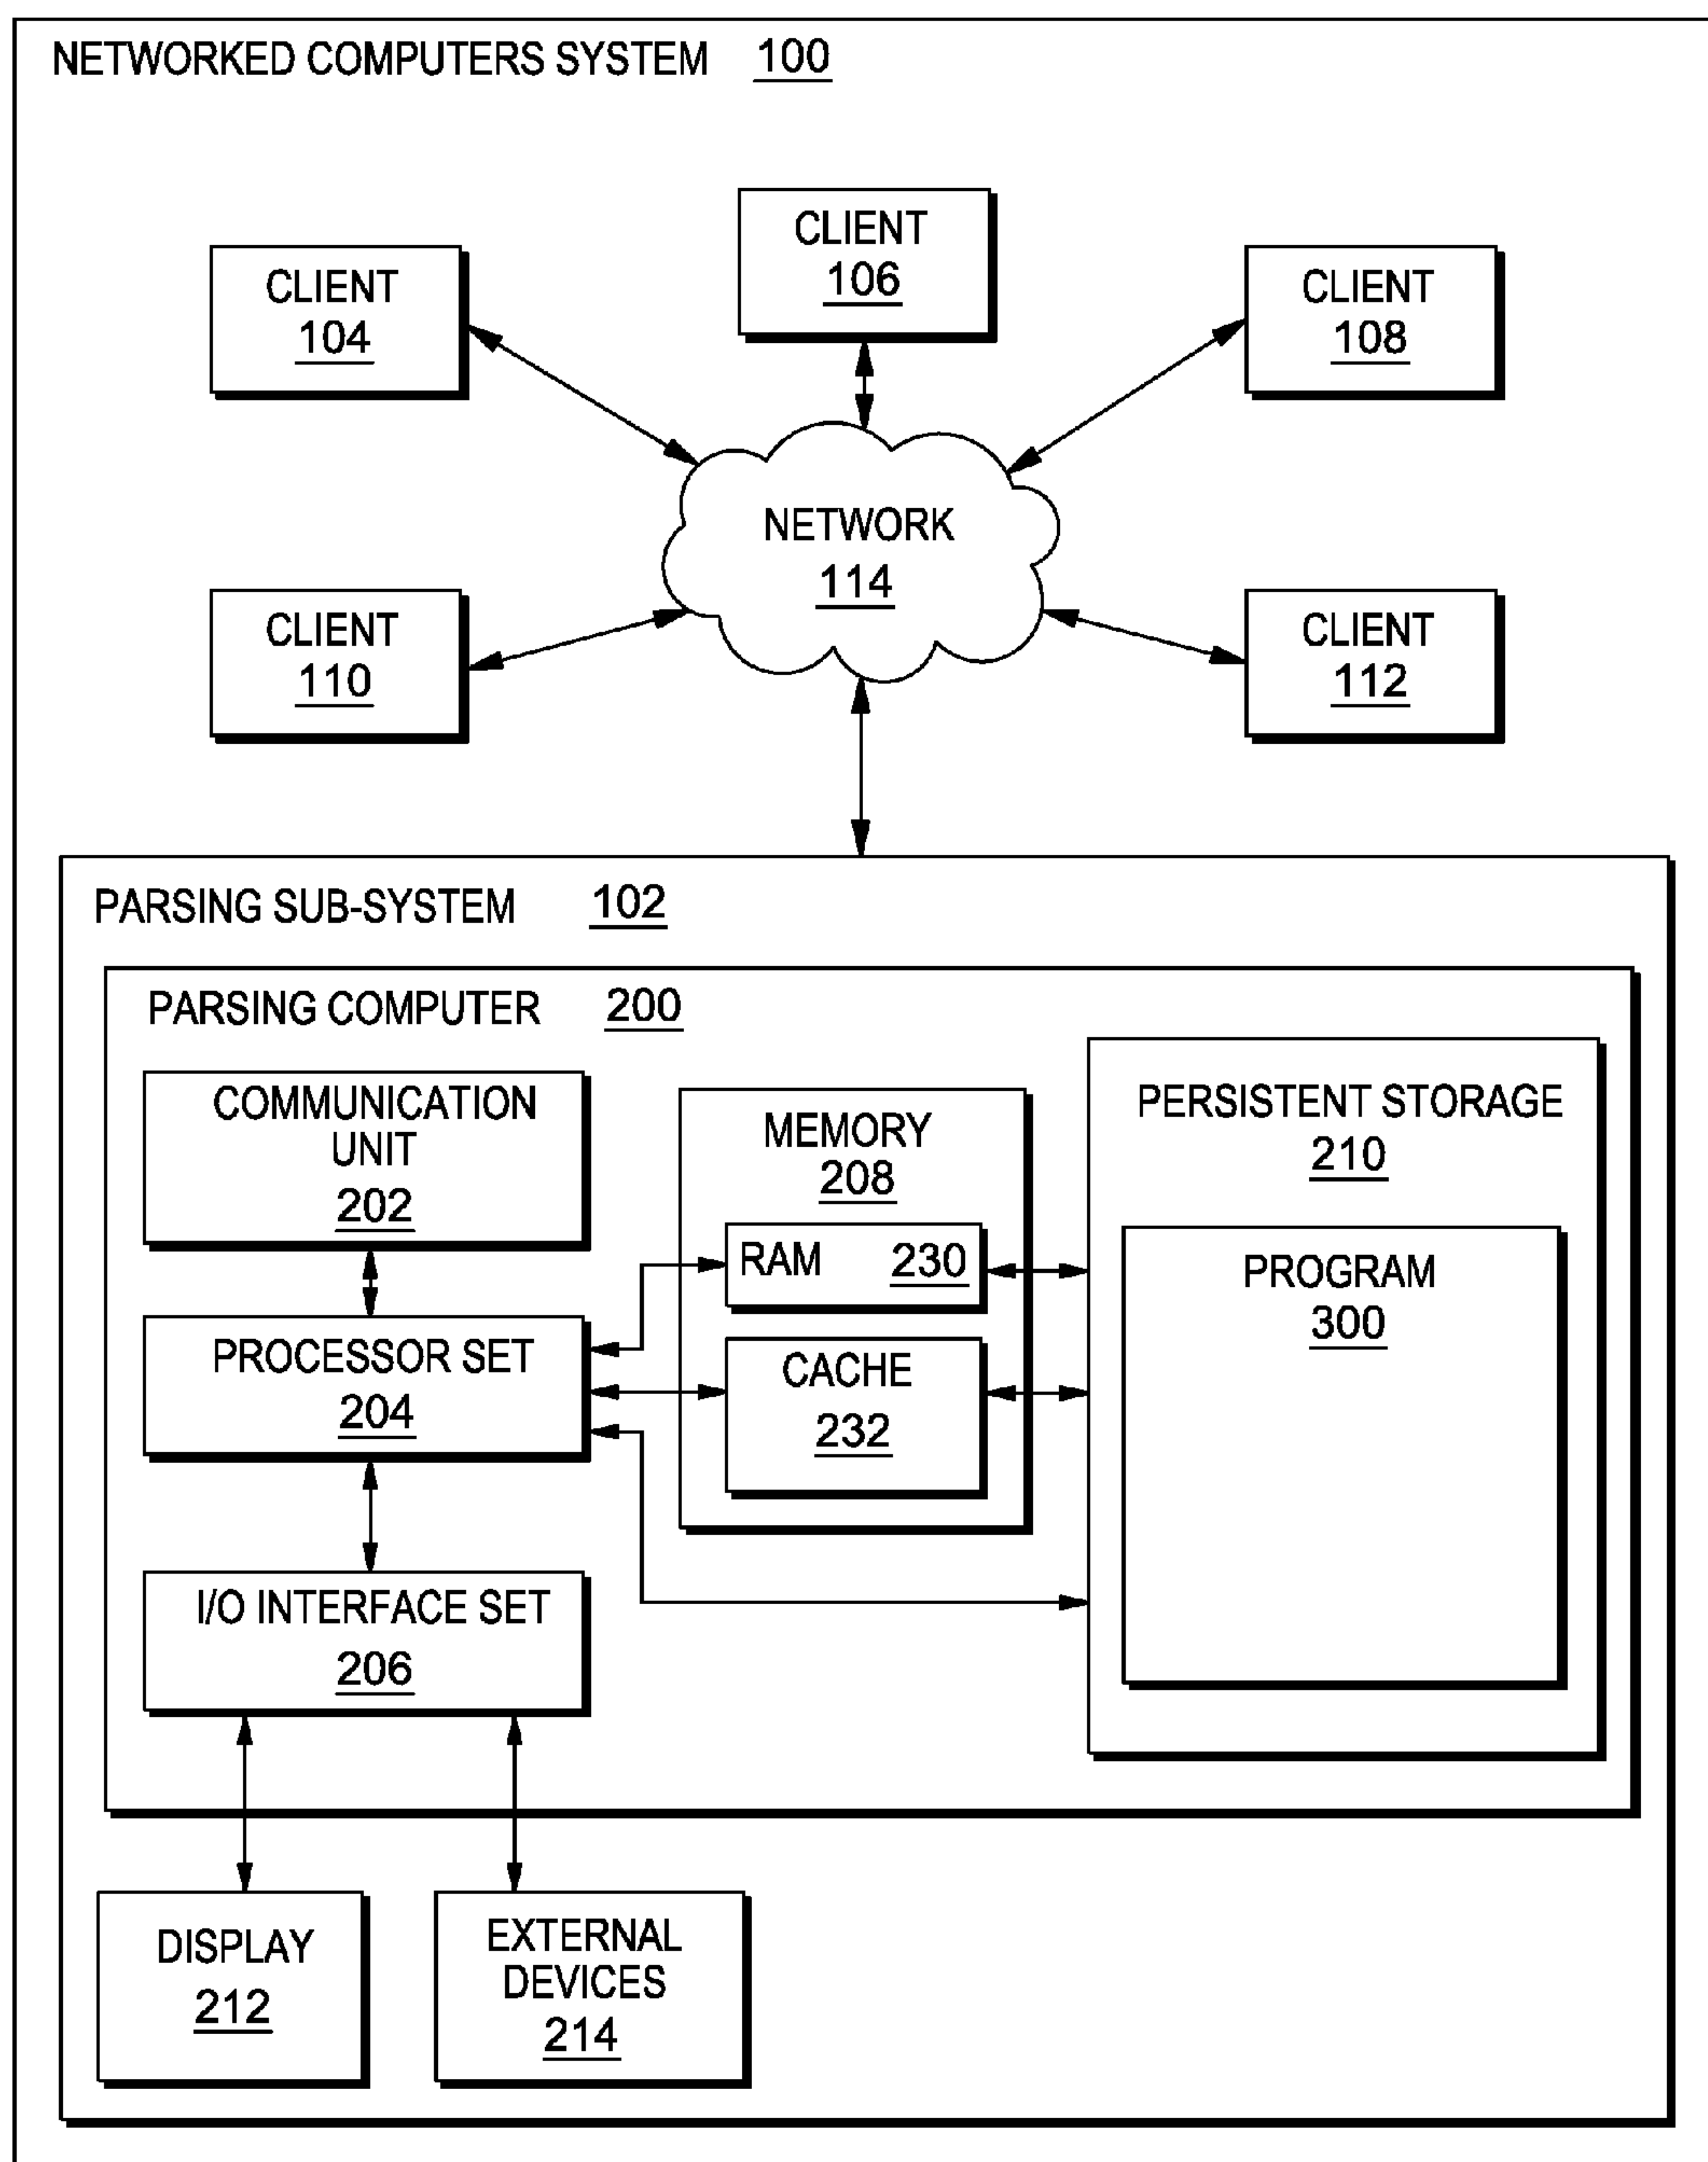 NETWORKED COMPUTERS SYSTEM 100
CLIENT
106
CLIENT
104
CLIENT
108
NETWORK
114
CLIENT
110
CLIENT
112
PARSING SUB-SYSTEM 102
PARSING COMPUTER 200
COMMUNICATION
UNIT
202
MEMORY
208
PERSISTENT STORAGE
210
RAM 230
PROGRAM
300
PROCESSOR SET
204
CACHE
232
I/O INTERFACE SET
206
DISPLAY
212
EXTERNAL
DEVICES
214